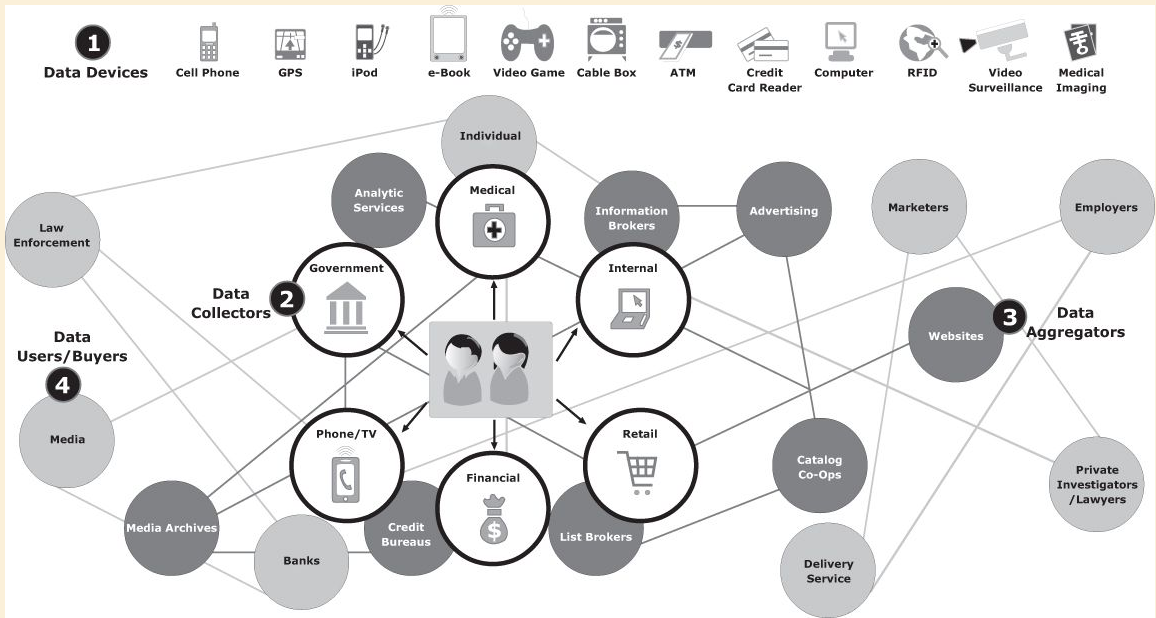 1
Data Devices
Cell Phone
GPS
iPod
e-Book
Video Game
Cable Box
ATM
Credit
Card Reader
Computer
RFID
Video
Surveillance
Medical
Imaging
Individual
Analytic
Services
Medical
Information
Brokers
Advertising
Marketers
Employers
Law
Enforcement
Government
Internal
Data
Collectors
2
Websites
3
Data
Aggregators
Data
Users/Buyers
4
Media
Phone/TV
Financial
$
Retail
Catalog
Co-Ops
Private
Investigators
/Lawyers
Media Archives
Banks
Credit
Bureaus
List Brokers
Delivery
Service